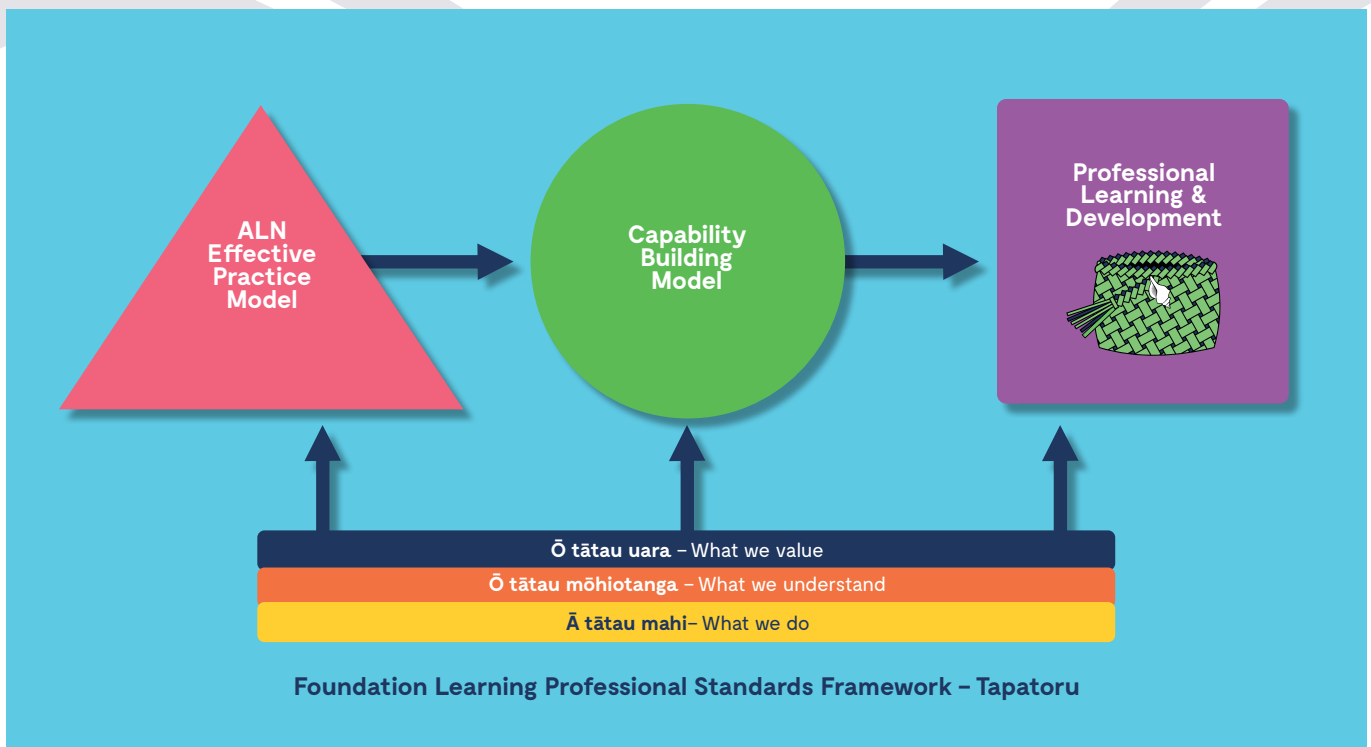 ALN
Effective
Practice
Model
Capability
Building
Model
Professional
Learning &
Development
Ō tātau uara – What we value
Ō tātau mōhiotanga – What we understand
Ā tātau mahi– What we do
Foundation Learning Professional Standards Framework – Tapatoru